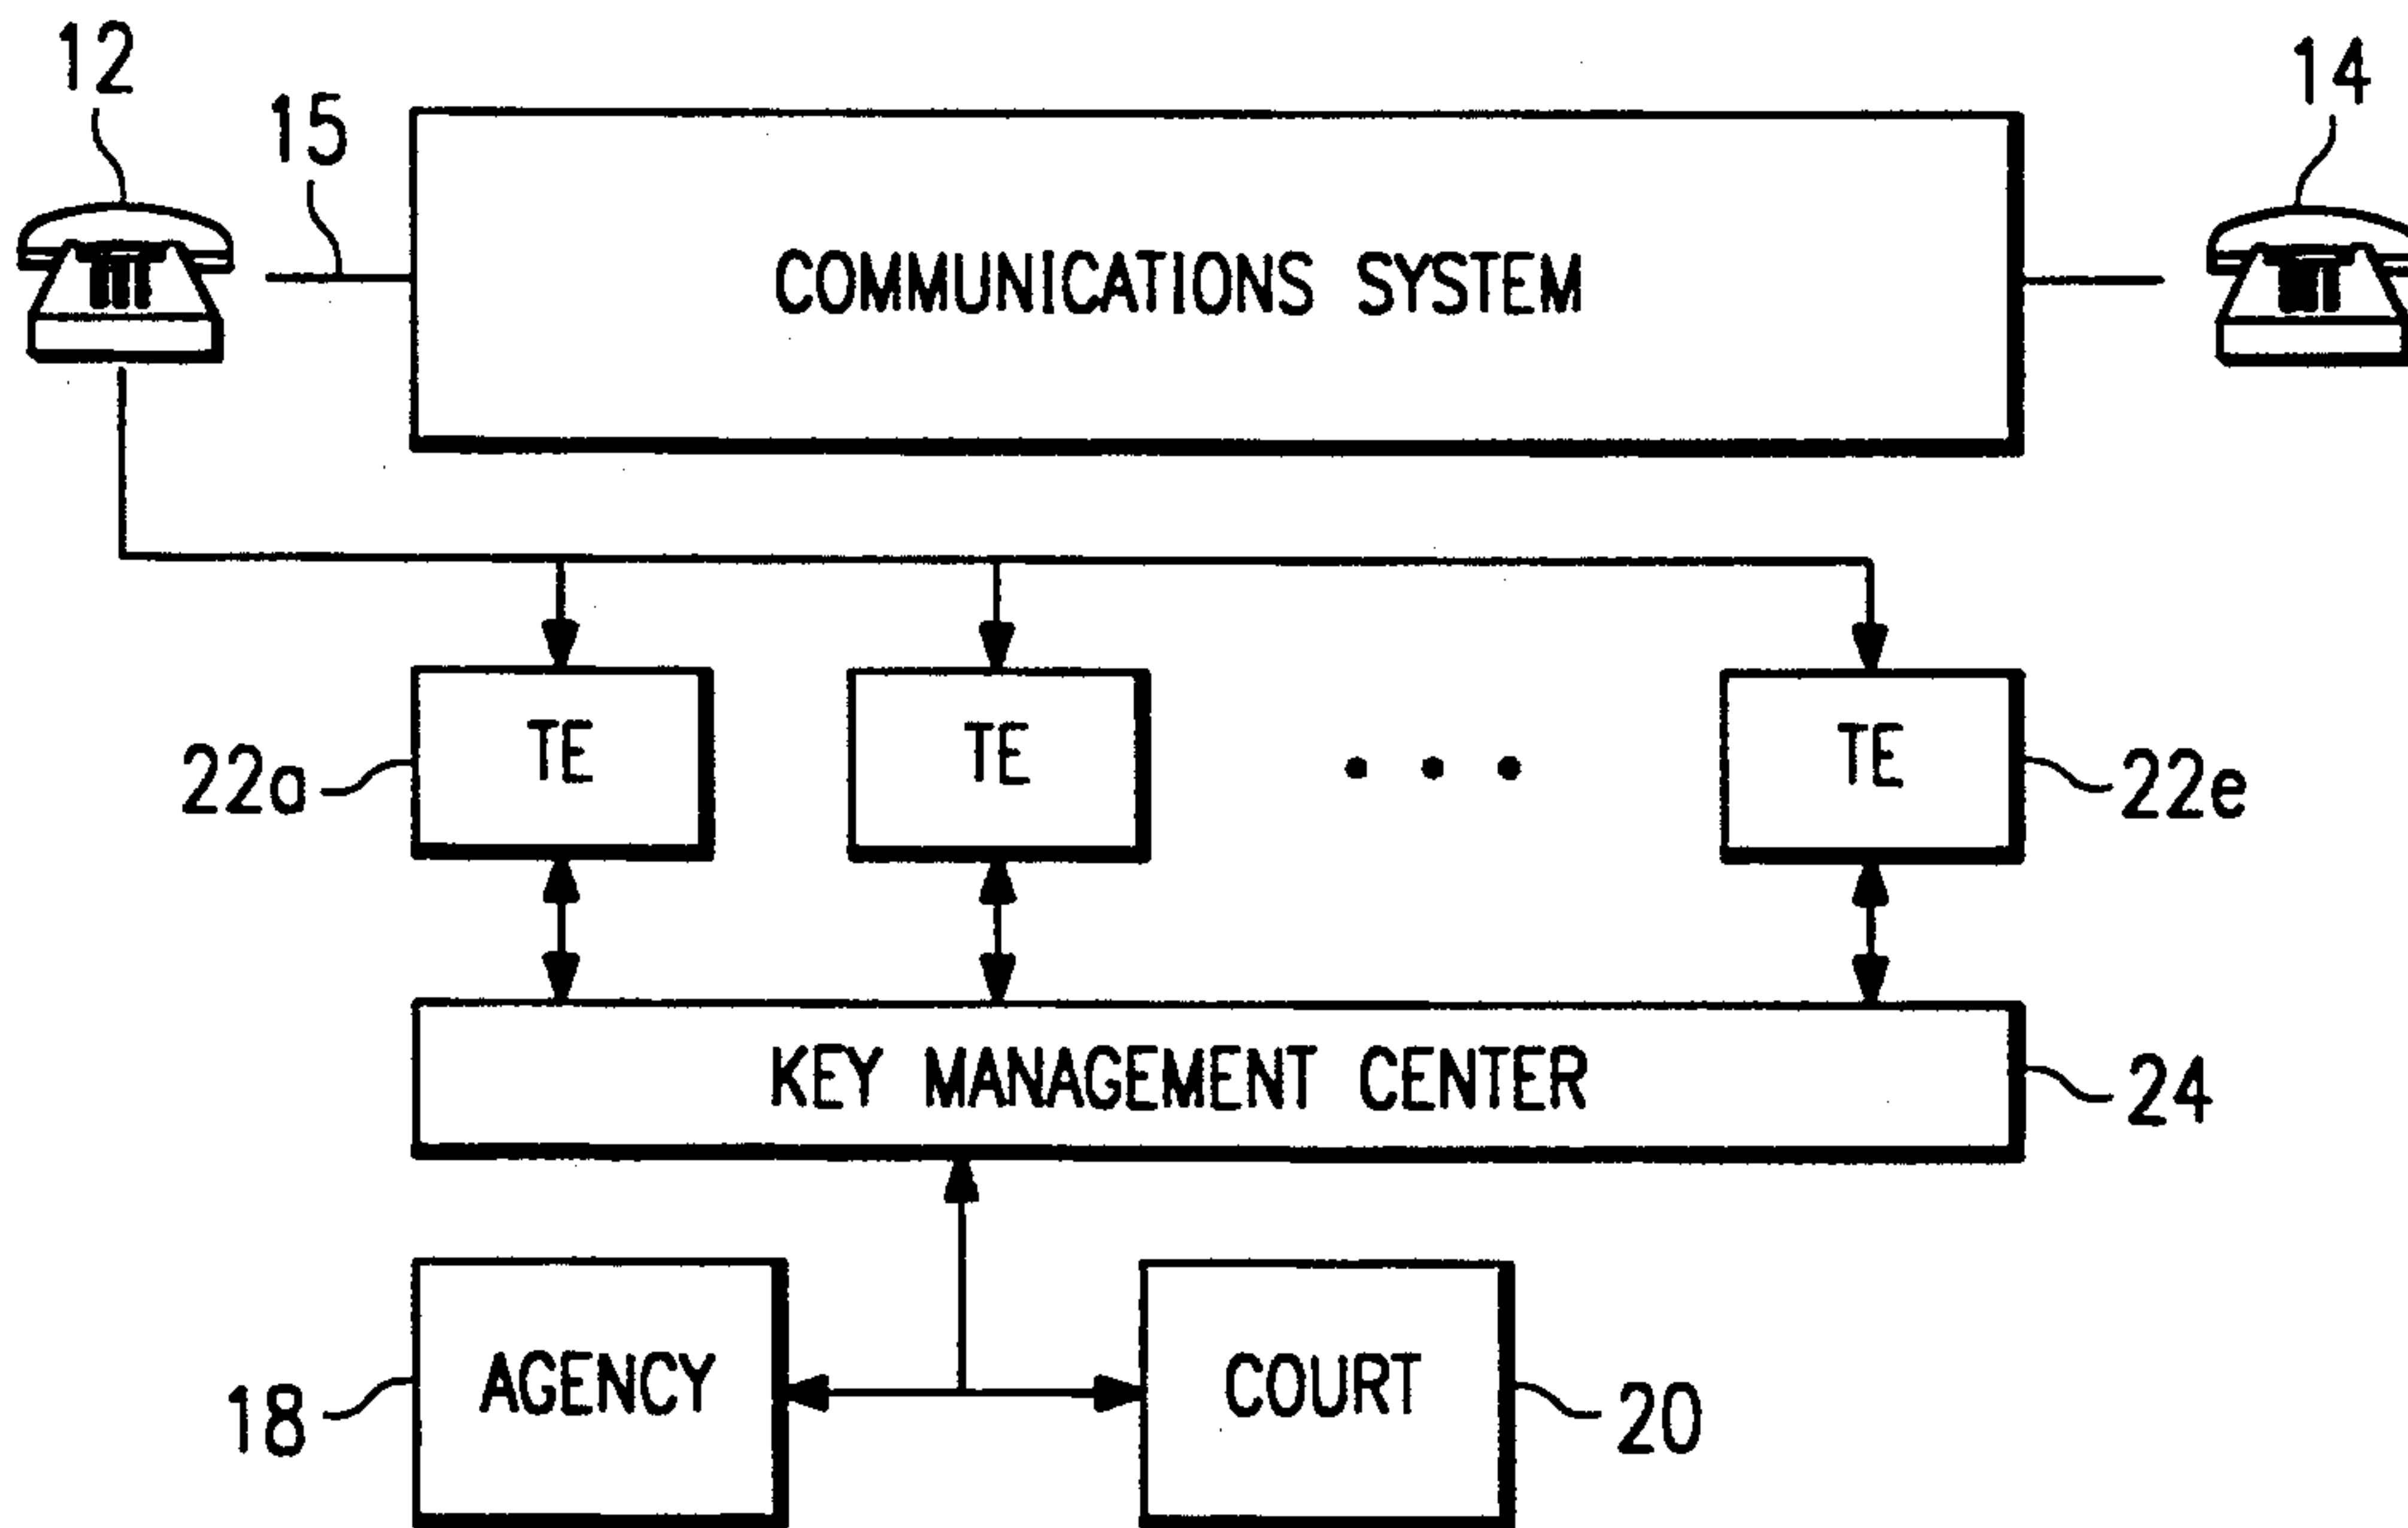 12
14
15
COMMUNICATIONS SYSTEM
TE
TE
TE
22a
22e
KEY MANAGEMENT CENTER
24
AGENCY
COURT
18
20